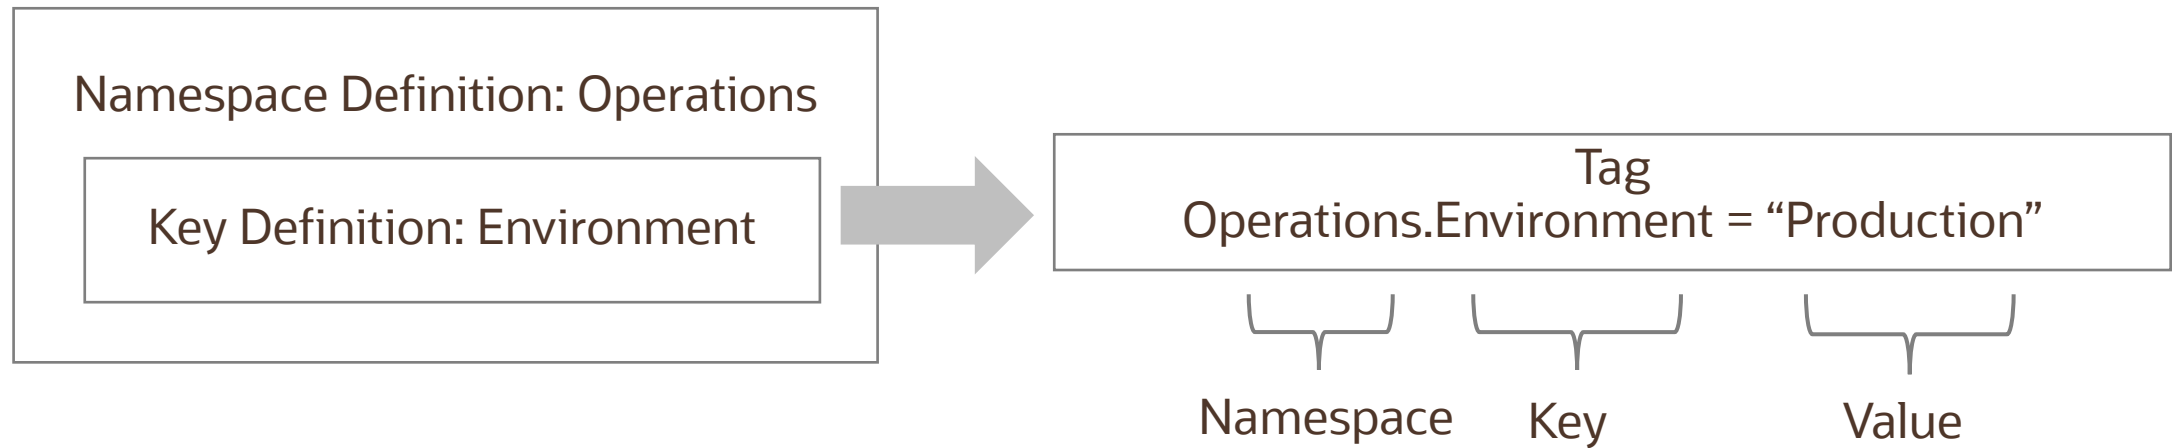 Namespace Definition: Operations
Key Definition: Environment
Tag
Operations.Environment = “Production”
Namespace
Key
Value